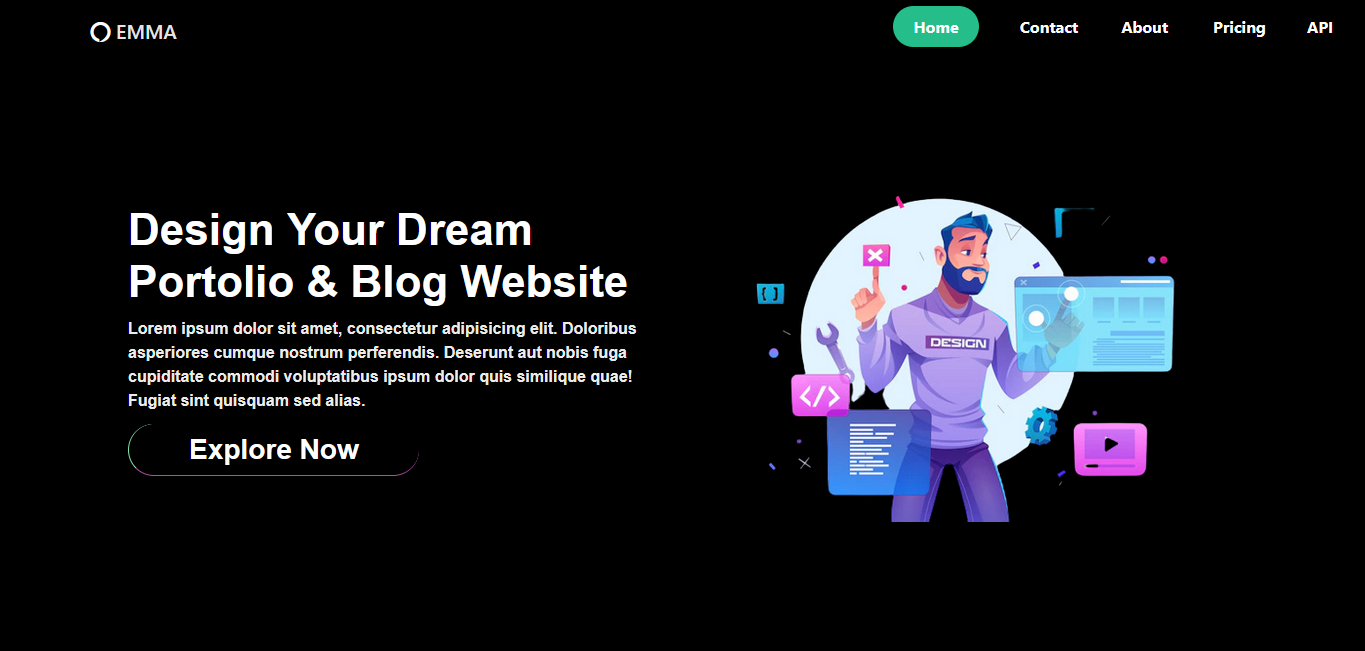 EMMA
Home
Contact
About
Pricing
API
Design Your Dream
Portolio & Blog Website
Lorem ipsum dolor sit amet, consectetur adipisicing elit. Doloribus
asperiores cumque nostrum perferendis. Deserunt aut nobis fuga
cupiditate commodi voluptatibus ipsum dolor quis similique quae!
Fugiat sint quisquam sed alias.
Explore Now
DESIGN
{ }
</>